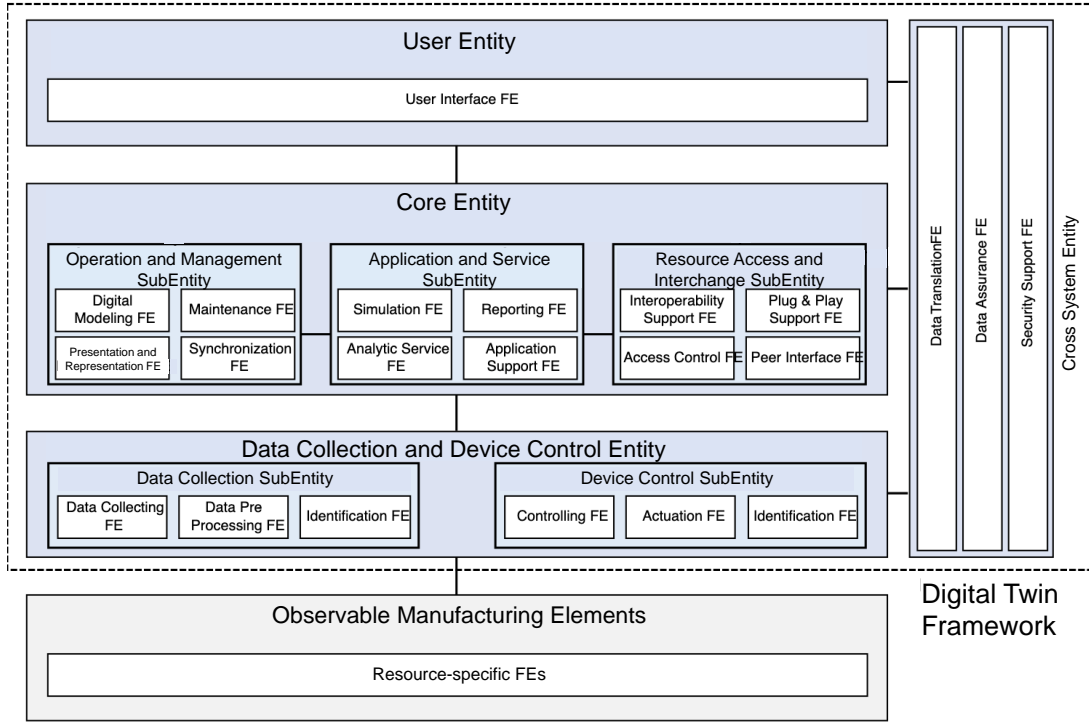 User Entity
User Interface FE
Core Entity
Operation and Management
SubEntity
Digital
Modeling FE
Maintenance FE
Presentation and
Representation FE
Synchronization
FE
Application and Service
SubEntity
Simulation FE
Reporting FE
Analytic Service
FE
Application
Support FE
Resource Access and
Interchange SubEntity
Interoperability
Support FE
Plug & Play
Support FE
Access Control FE
Peer Interface FE
Data Collection and Device Control Entity
Data Collection SubEntity
Data Collecting
FE
Data Pre
Processing FE
Identification FE
Device Control SubEntity
Controlling FE
Actuation FE
Identification FE
Data TranslationFE
Data Assurance FE
Security Support FE
Cross System Entity
Digital Twin
Framework
Observable Manufacturing Elements
Resource-specific FEs